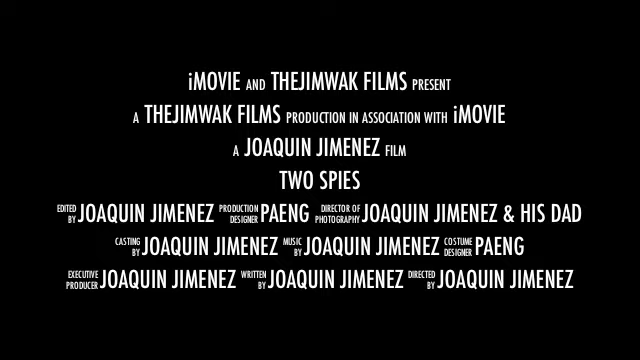 iMOVIE AND THEJIMWAK FILMS PRESENT
A THEJIMWAK FILMS PRODUCTION IN ASSOCIATION WITH iMOVIE
A JOAQUIN JIMENEZ FILM
TWO SPIES
EDITED BY JOAQUIN JIMENEZ PRODUCTION DESIGNER PAENG DIRECTOR OF PHOTOGRAPHY JOAQUIN JIMENEZ & HIS DAD
CASTING BY JOAQUIN JIMENEZ MUSIC BY JOAQUIN JIMENEZ COSTUME DESIGNER PAENG
EXECUTIVE PRODUCER JOAQUIN JIMENEZ WRITTEN BY JOAQUIN JIMENEZ DIRECTED BY JOAQUIN JIMENEZ